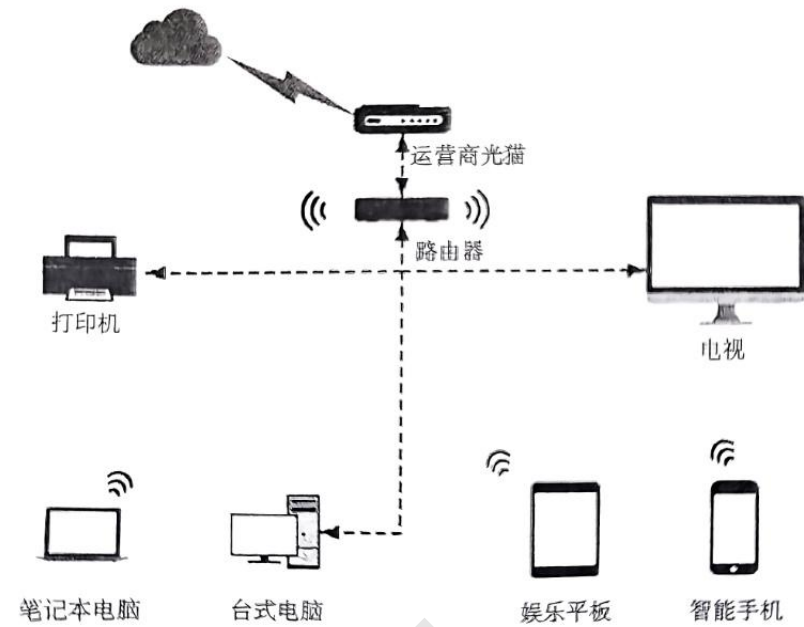 运营商光猫
路由器
打印机
电视
笔记本电脑
台式电脑
娱乐平板
智能手机